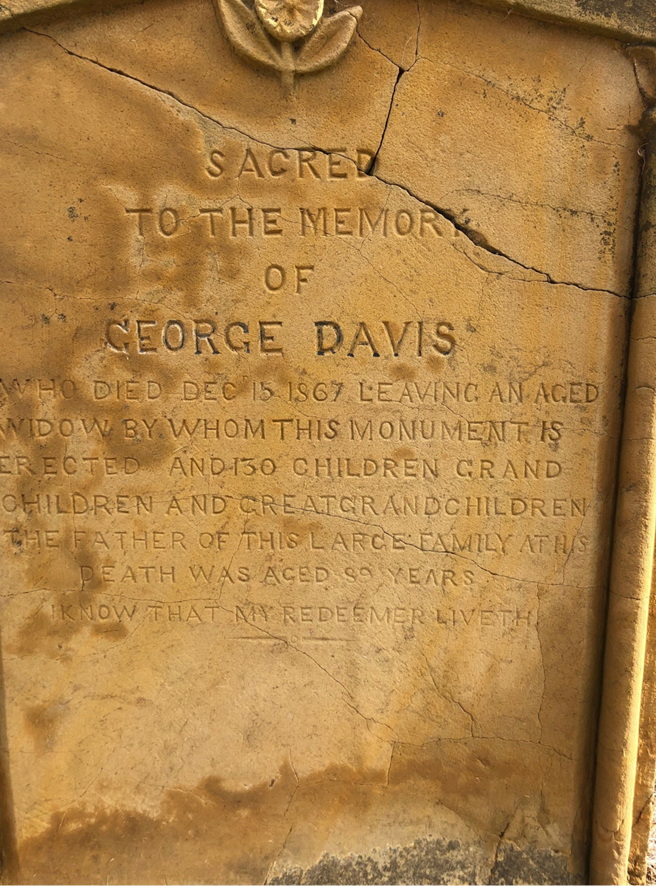 SACRED
TO THE MEMORY
OF
GEORGE DAVIS
WHO DIED DEC 15 1867 LEAVING AN AGED
WIDOW BY WHOM THIS MONUMENT IS
ERECTED AND 130 CHILDREN GRAND
CHILDREN AND GREATGRANDCHILDREN
THE FATHER OF THIS LARGE FAMILY AT HIS
DEATH WAS AGED YEARS
I KNOW THAT MY REDEEMER LIVETH